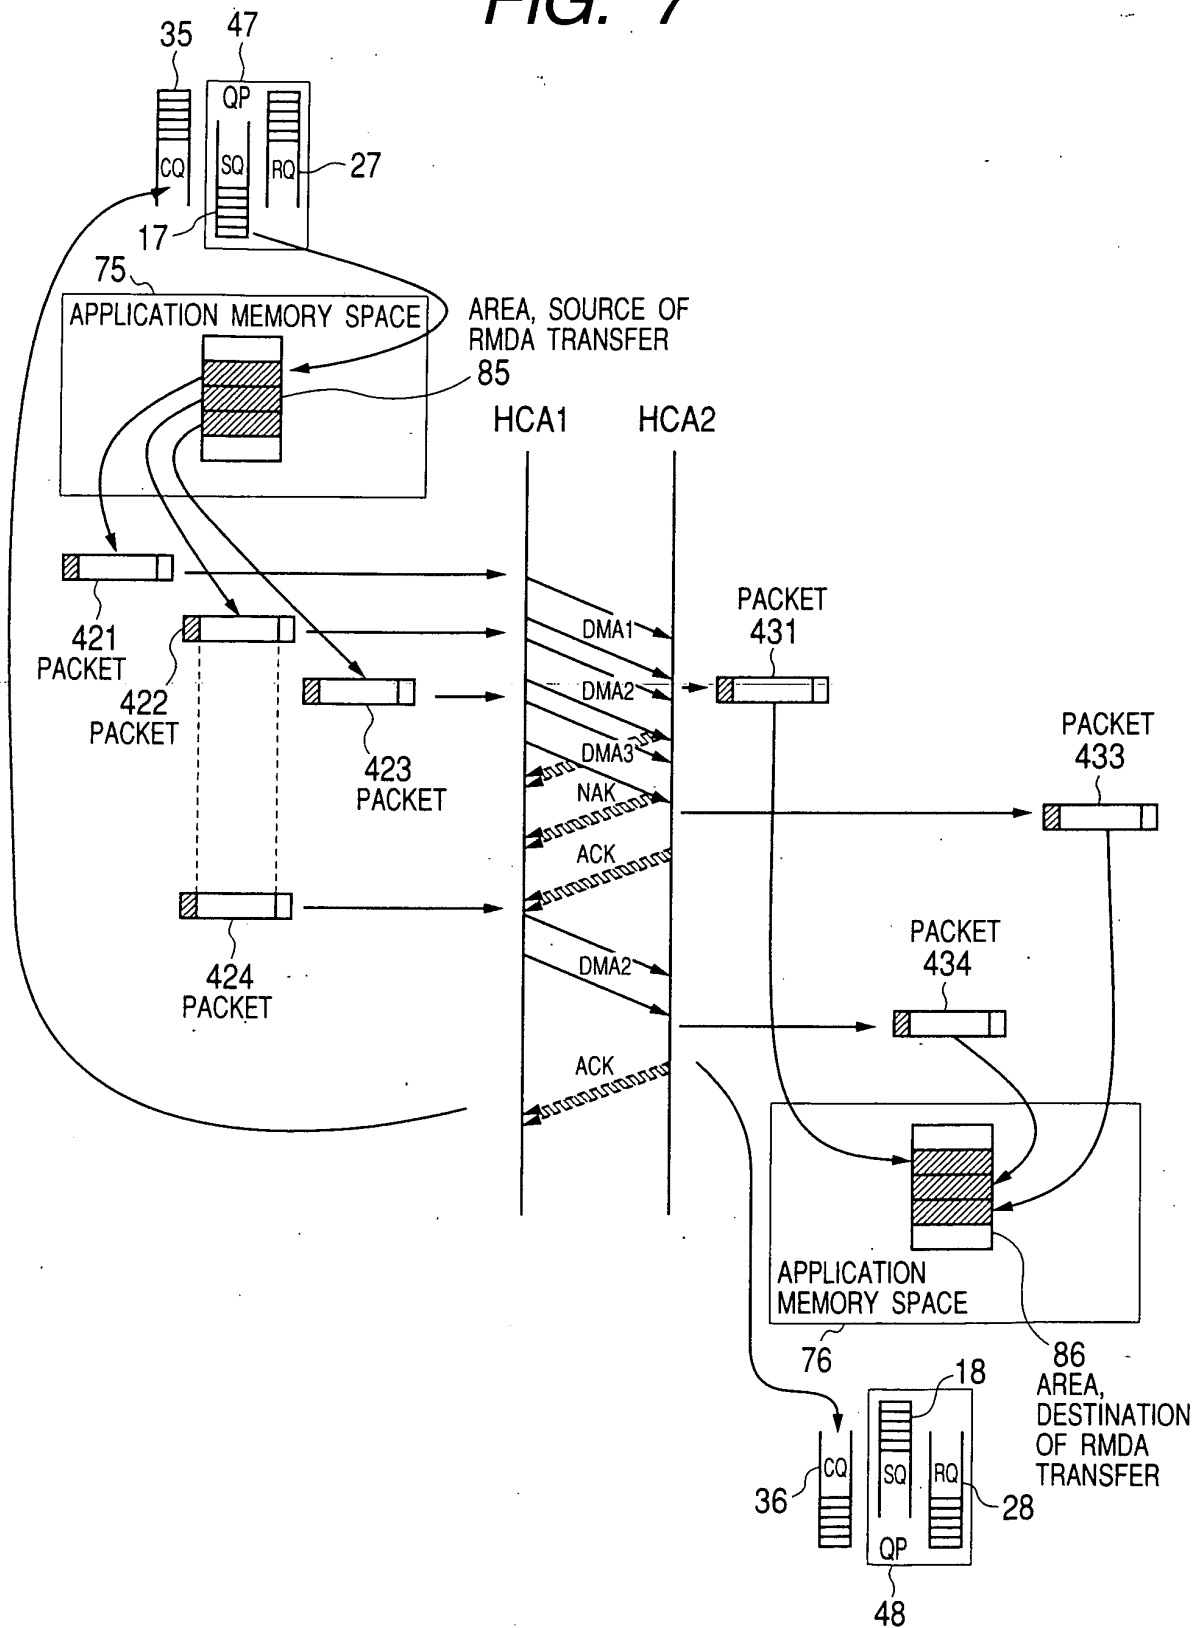 FIG. 7
35
47
QP
CQ
SQ
RQ
27
17
75
APPLICATION MEMORY SPACE
AREA, SOURCE OF
RMDA TRANSFER
85
HCA1
HCA2
421
PACKET
422
PACKET
423
PACKET
DMA1
DMA2
DMA3
NAK
ACK
PACKET
431
PACKET
433
424
PACKET
DMA2
PACKET
434
ACK
APPLICATION
MEMORY SPACE
76
86
AREA,
DESTINATION
OF RMDA
TRANSFER
18
CQ
SQ
RQ
36
28
QP
48